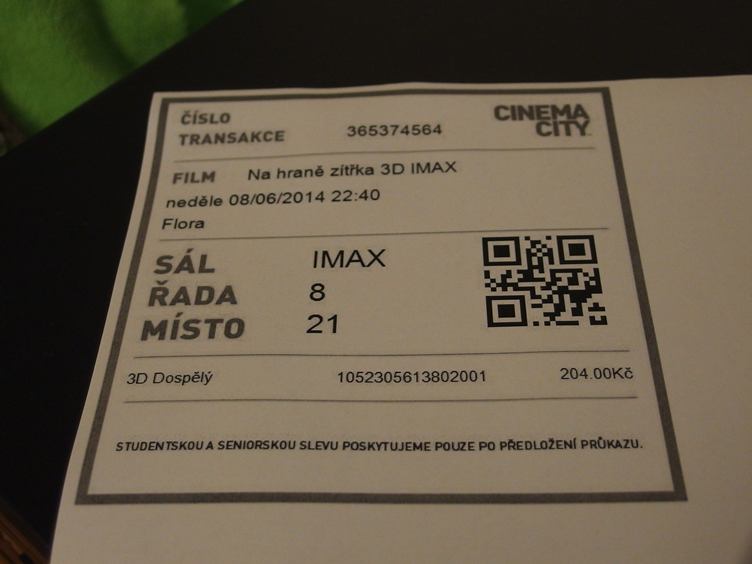 ČÍSLO
TRANSAKCE 365374564
CINEMA
CITY
FILM Na hraně zítřka 3D IMAX
neděle 08/06/2014 22:40
Flora
SÁL IMAX
ŘADA 8
MÍSTO 21
3D Dospělý 1052305613802001 204.00Kč
STUDENTSKOU A SENIORSKOU SLEVU POSKYTUJEME POUZE PO PŘEDLOŽENÍ PRŮKAZU.